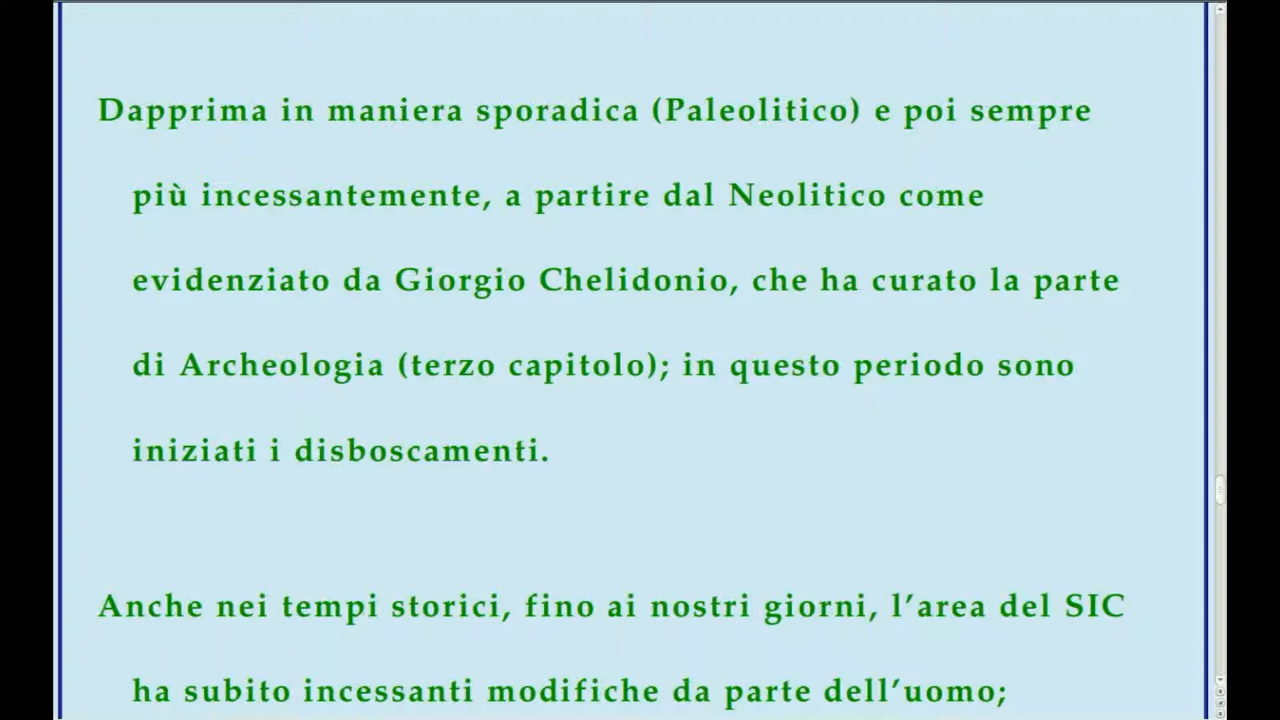 Dapprima in maniera sporadica (Paleolitico) e poi sempre
più incessantemente, a partire dal Neolitico come
evidenziato da Giorgio Chelidonio, che ha curato la parte
di Archeologia (terzo capitolo); in questo periodo sono
iniziati i disboscamenti.
Anche nei tempi storici, fino ai nostri giorni, l’area del SIC
ha subito incessanti modifiche da parte dell’uomo;